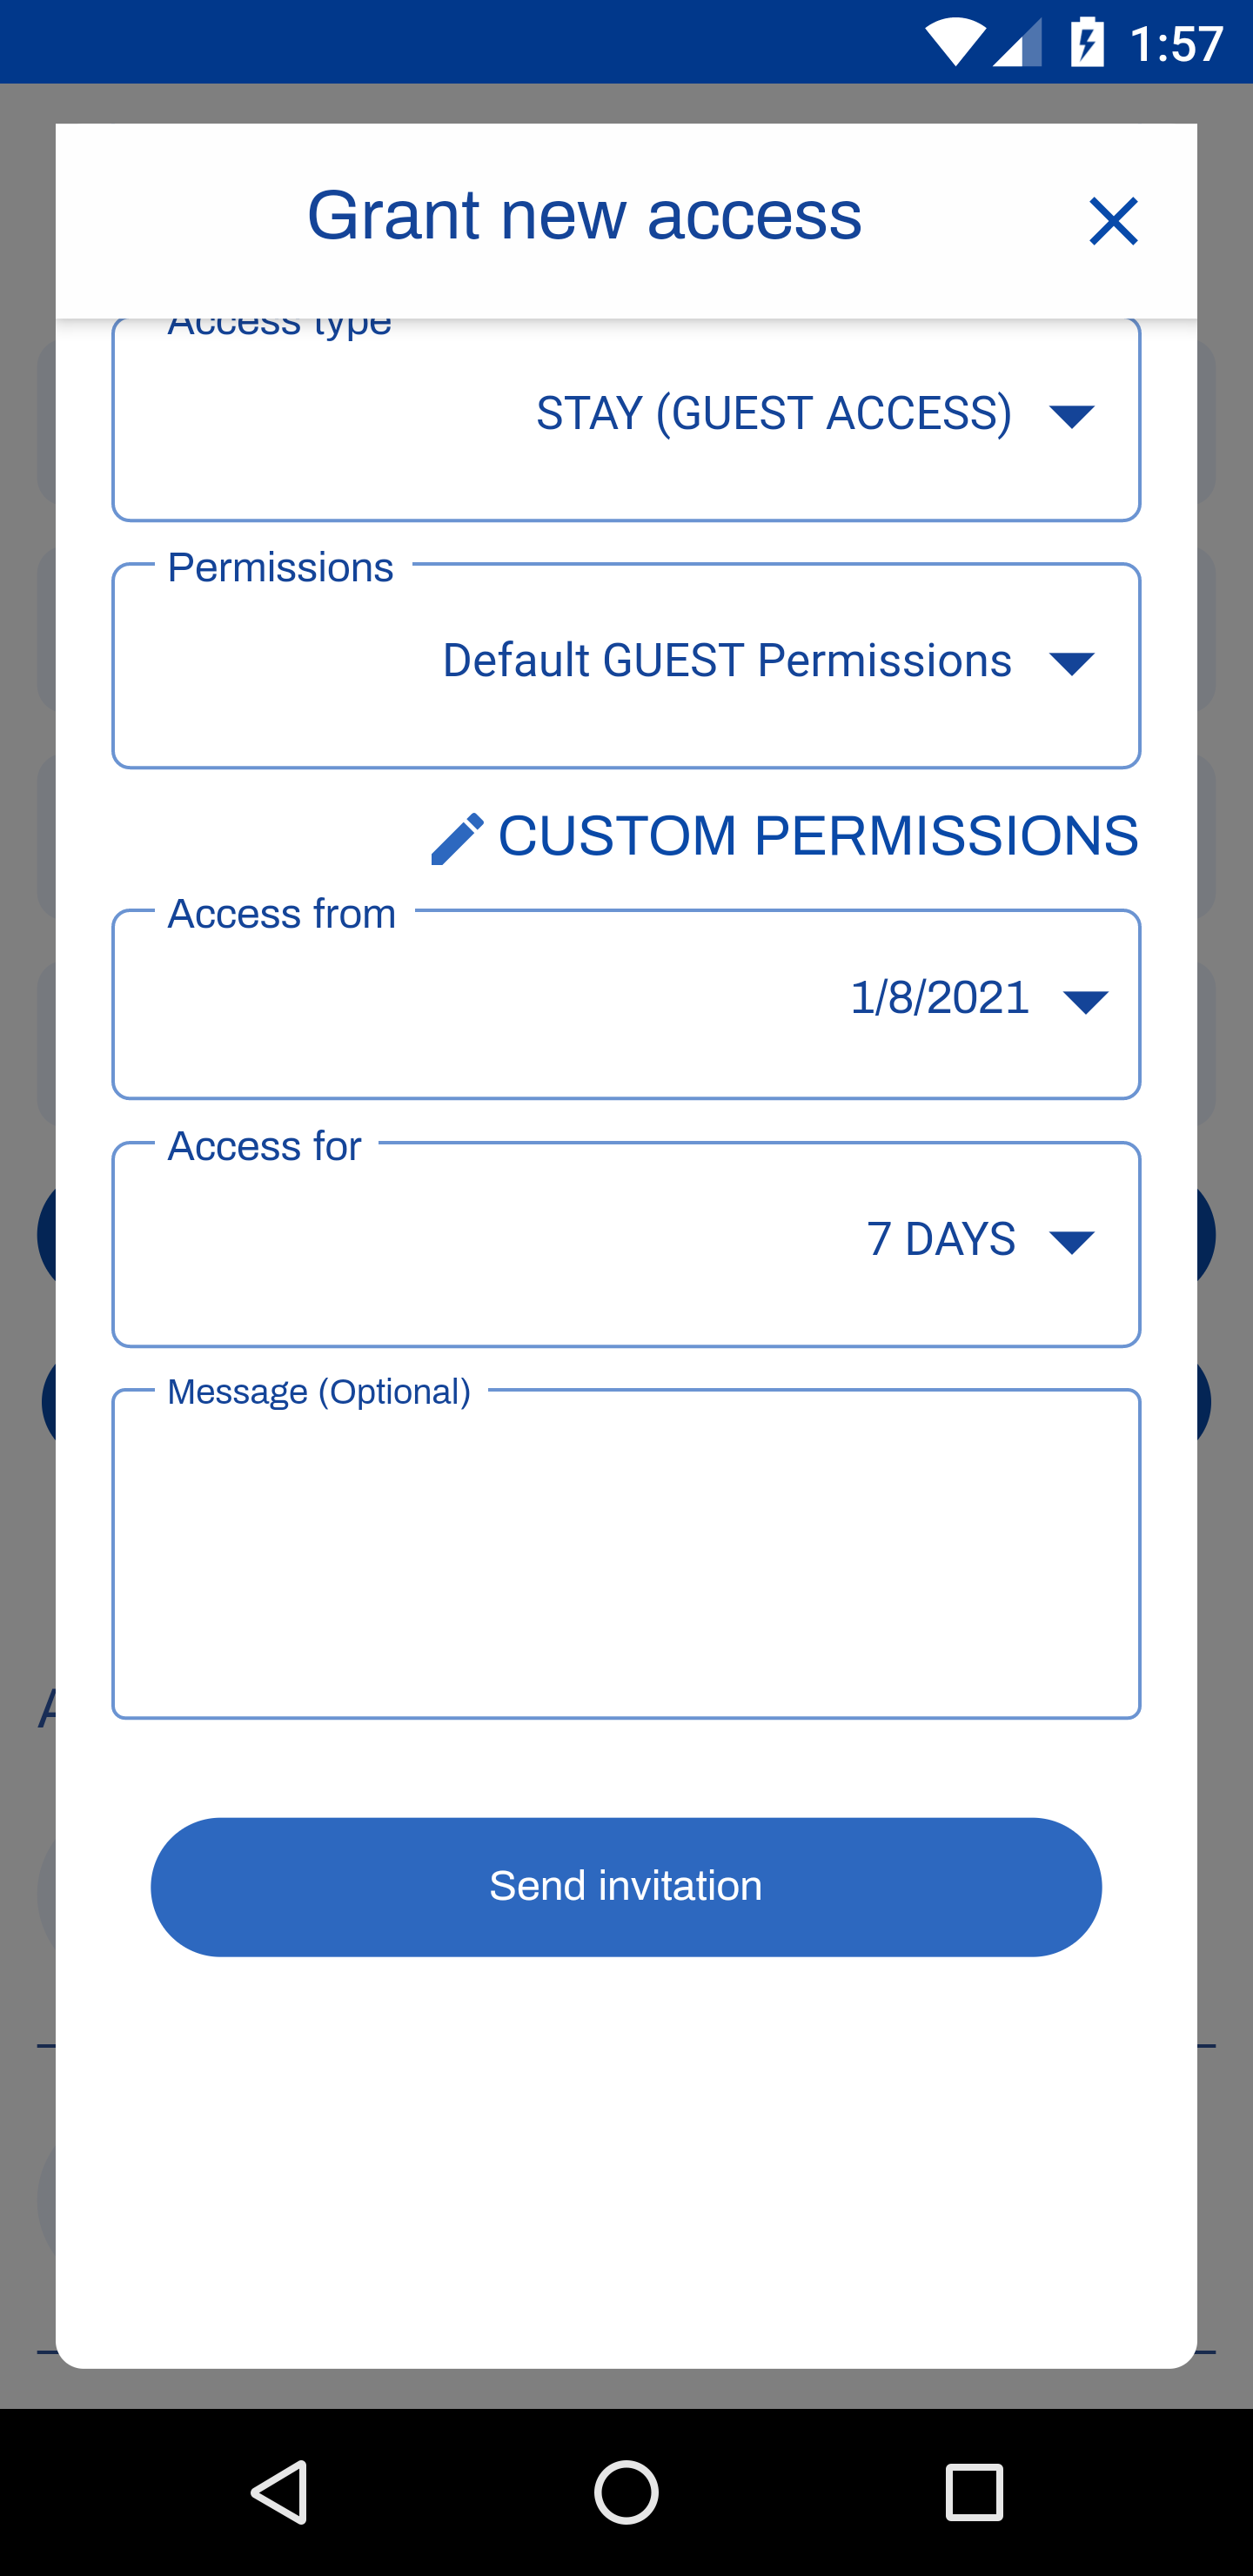 1:57
Grant new access
Access type
STAY (GUEST ACCESS)
Permissions
Default GUEST Permissions
CUSTOM PERMISSIONS
Access from
1/8/2021
Access for
7 DAYS
Message (Optional)
A
Send invitation